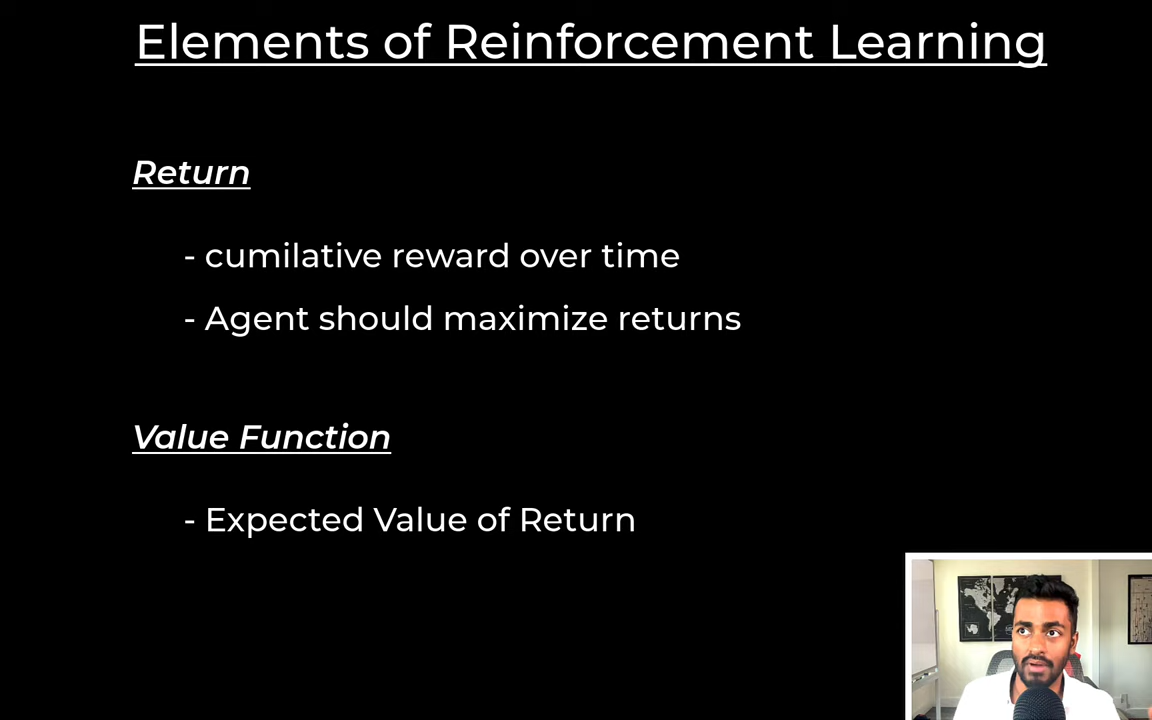 Elements of Reinforcement Learning
Return
- cumilative reward over time
- Agent should maximize returns
Value Function
- Expected Value of Return